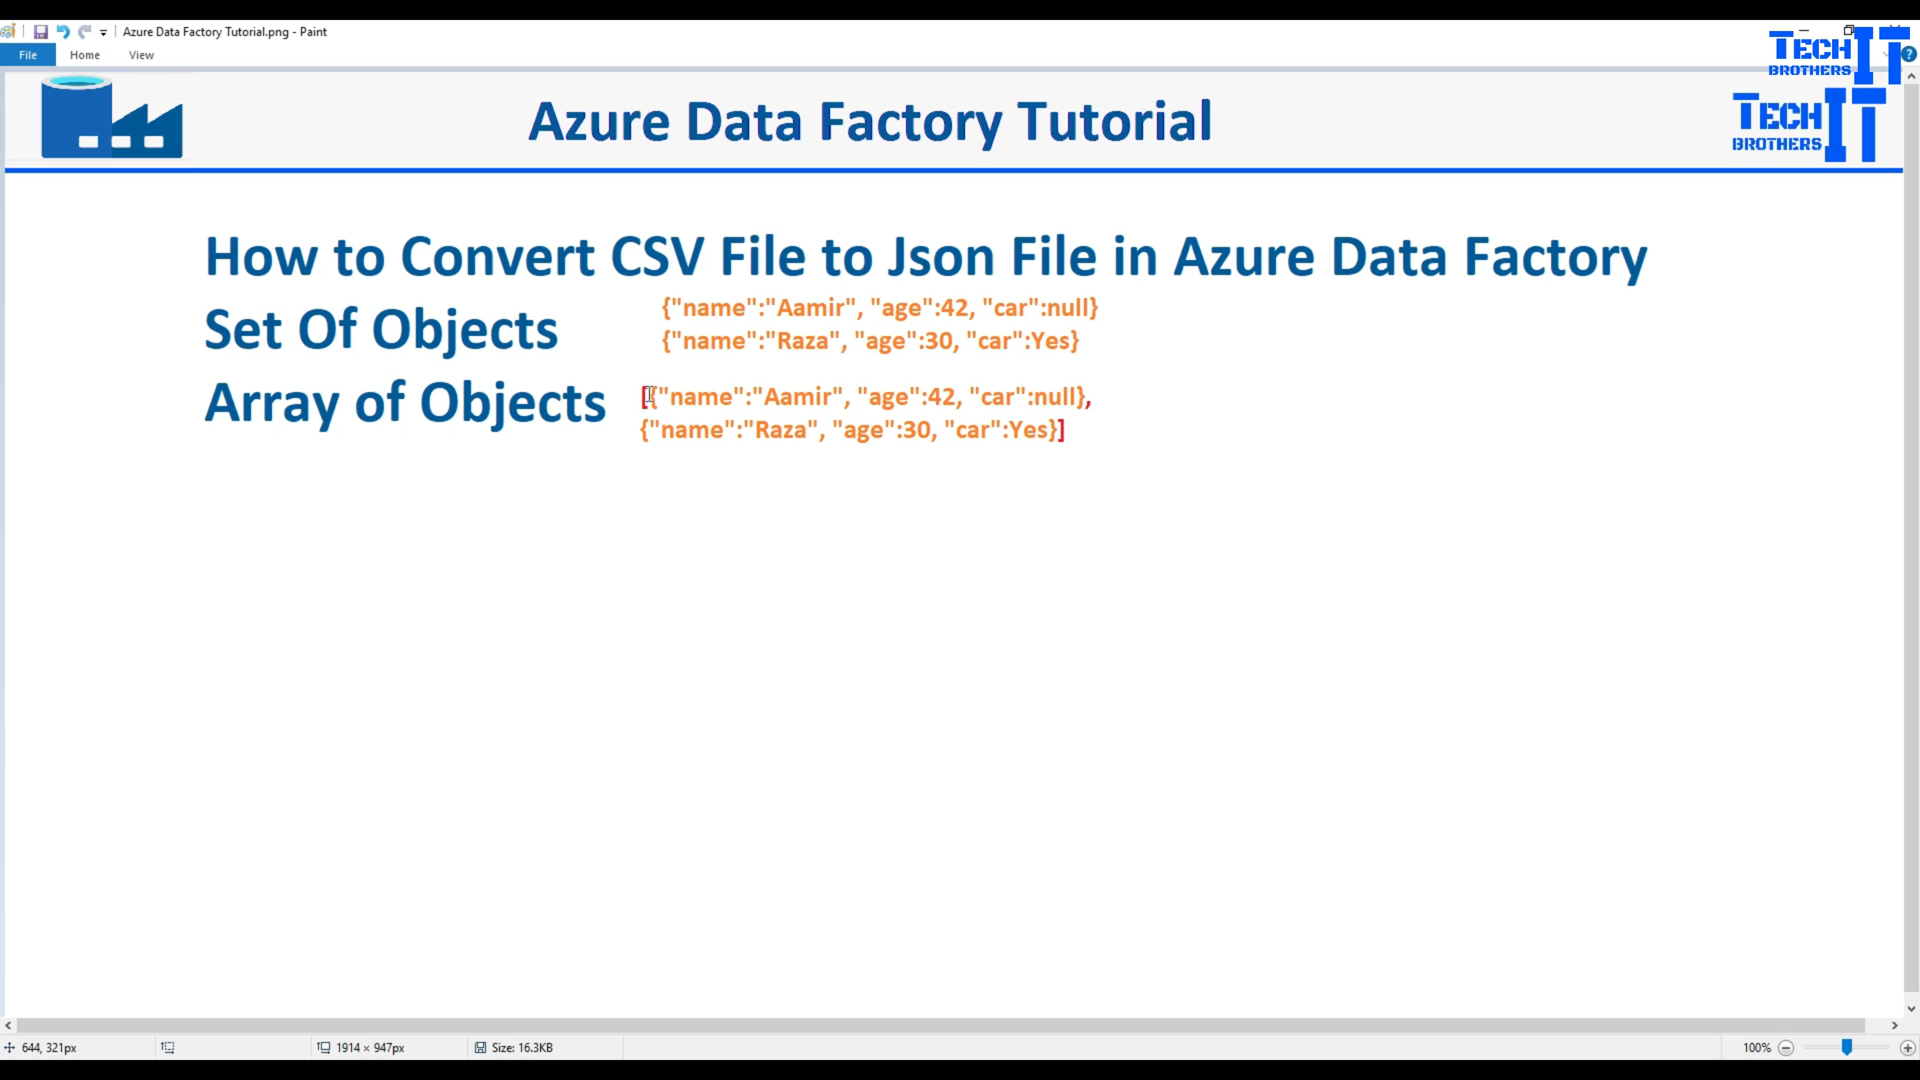 Azure Data Factory Tutorial.png - Paint
File Home View
TECH IT
BROTHERS
TECH IT
BROTHERS
Azure Data Factory Tutorial
How to Convert CSV File to Json File in Azure Data Factory
Set Of Objects
{"name":"Aamir", "age":42, "car":null}
{"name":"Raza", "age":30, "car":Yes}
Array of Objects
[{"name":"Aamir", "age":42, "car":null},
{"name":"Raza", "age":30, "car":Yes}]
644, 321px
1914 × 947px
Size: 16.3KB
100%